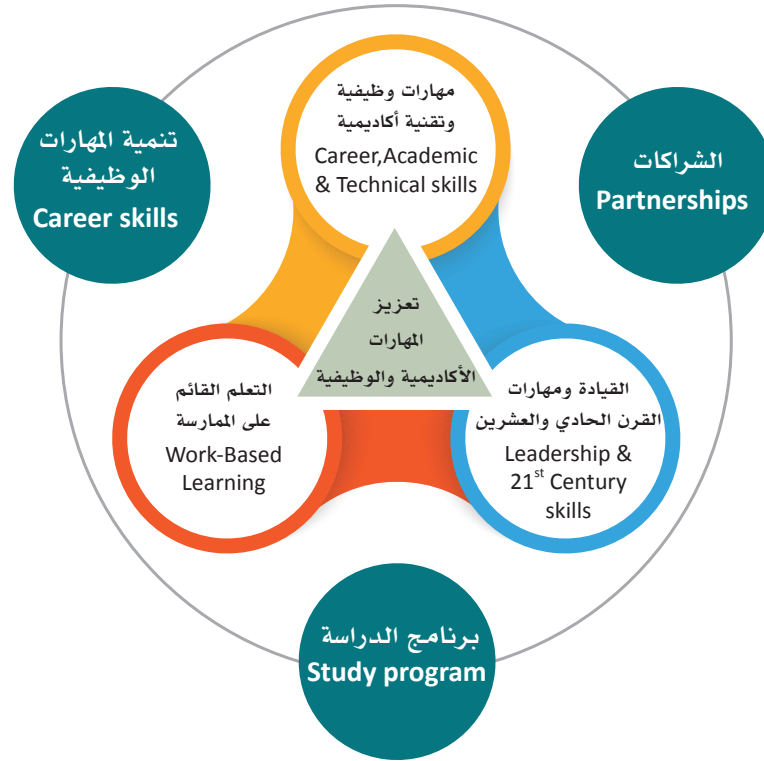 مهارات وظيفية
وتقنية أكاديمية
Career,Academic
& Technical skills
تنمية المهارات
الوظيفية
Career skills
الشراكات
Partnerships
تعزيز
المهارات
الأكاديمية والوظيفية
التعلم القائم
على الممارسة
Work-Based
Learning
القيادة ومهارات
القرن الحادي والعشرين
Leadership &
21st Century
skills
برنامج الدراسة
Study program